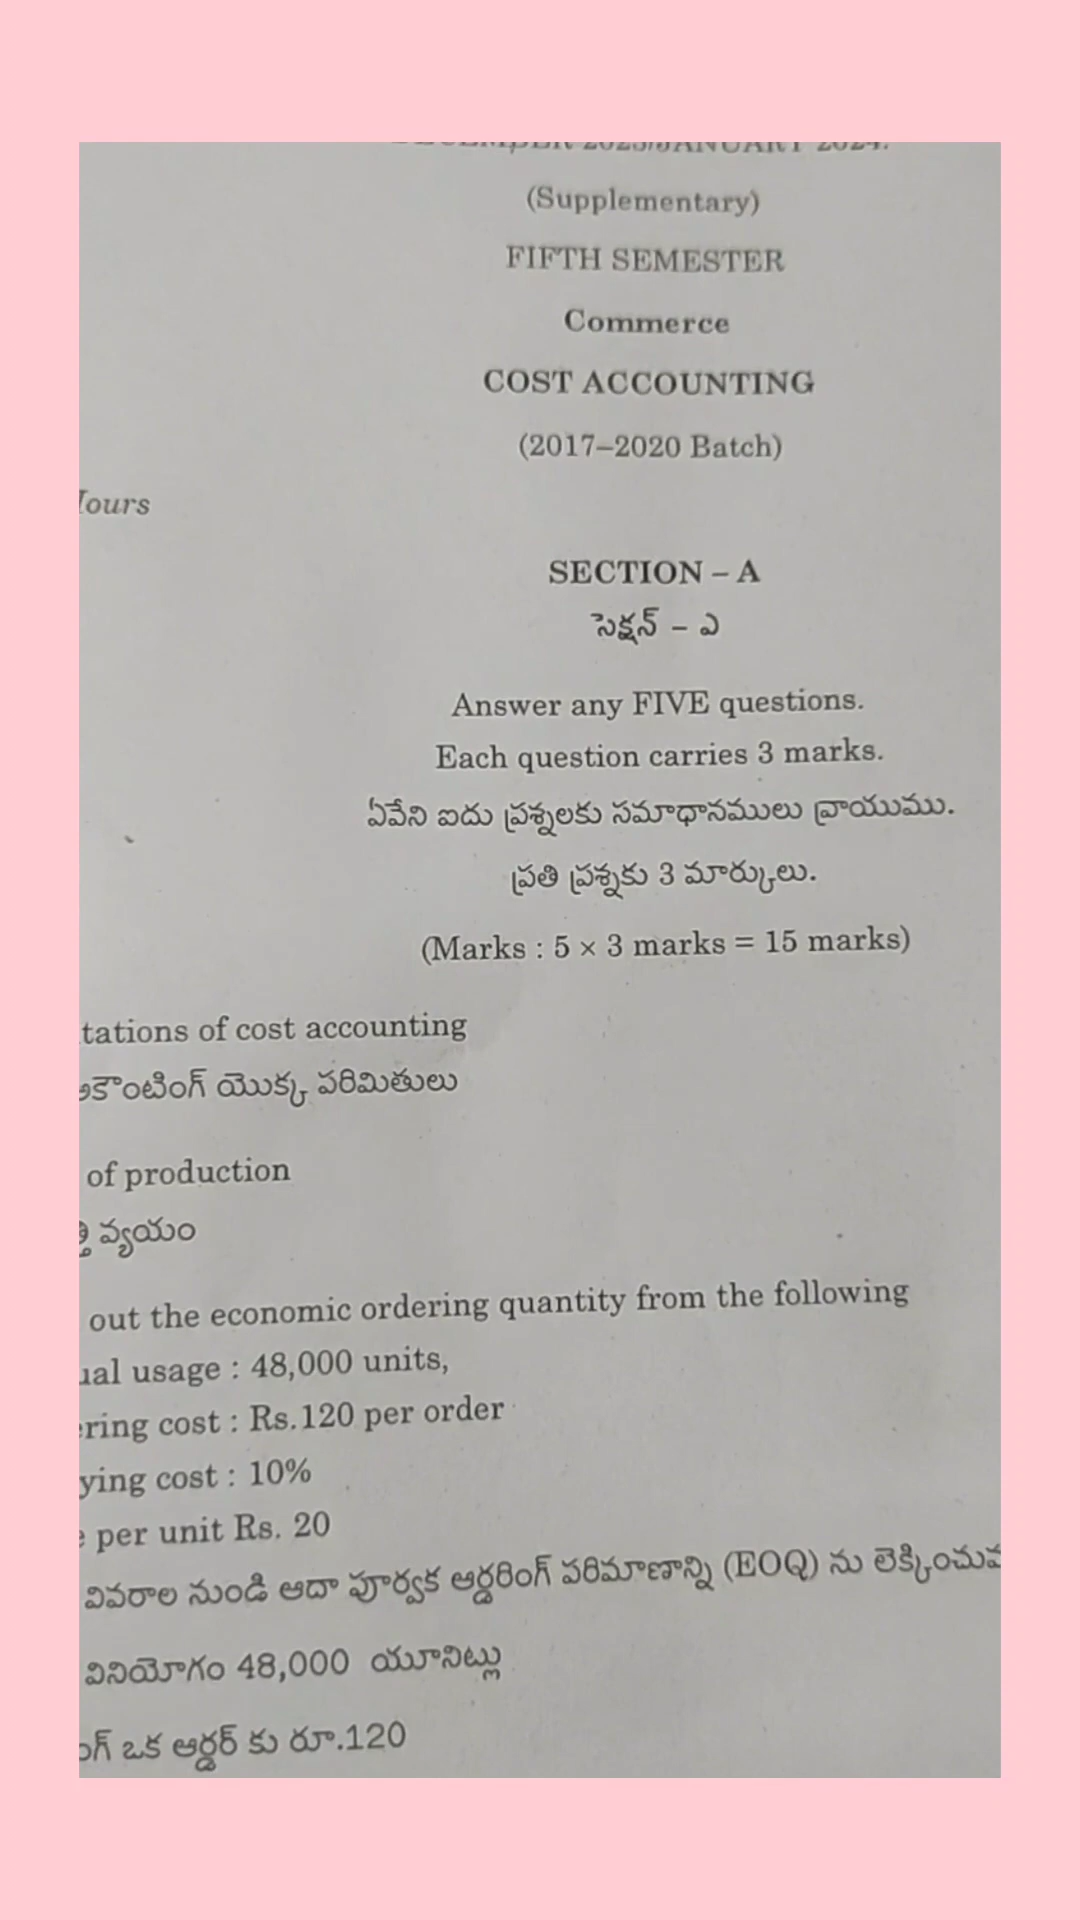 (Supplementary)
FIFTH SEMESTER
Commerce
COST ACCOUNTING
(2017–2020 Batch)
ours
SECTION – A
సెక్షన్ – ఎ
Answer any FIVE questions.
Each question carries 3 marks.
ఏవేని ఐదు ప్రశ్నలకు సమాధానములు వ్రాయుము.
ప్రతి ప్రశ్నకు 3 మార్కులు.
(Marks : 5 × 3 marks = 15 marks)
tations of cost accounting
అకౌంటింగ్ యొక్క పరిమితులు
of production
వ్యయం
out the economic ordering quantity from the following
ual usage : 48,000 units,
ring cost : Rs.120 per order
ying cost : 10%
per unit Rs. 20
వివరాల నుండి ఆదా పూర్వక ఆర్డరింగ్ పరిమాణాన్ని (EOQ) ను
వినియోగం 48,000 యూనిట్లు
ఒక ఆర్డర్ కు రూ.120